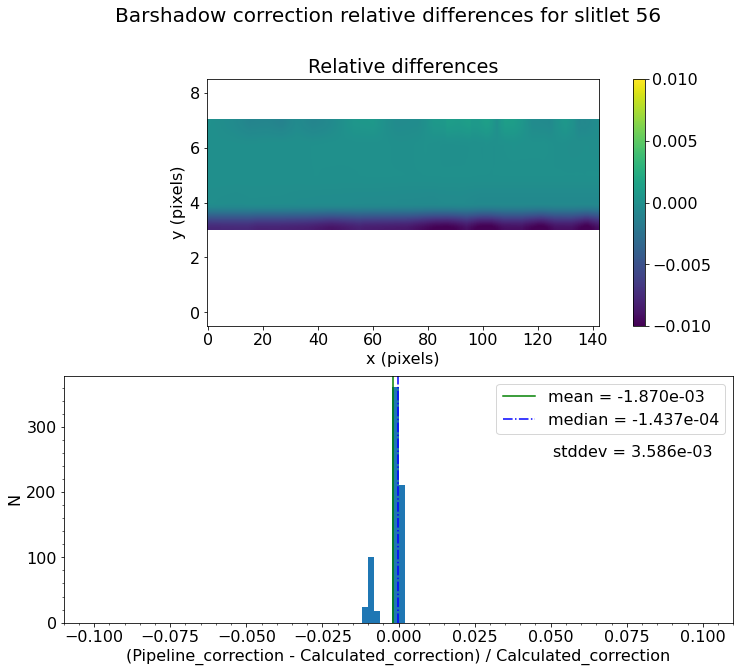 Barshadow correction relative differences for slitlet 56
Relative differences
8
6
4
2
0
y (pixels)
0 20 40 60 80 100 120 140
x (pixels)
0.010
0.005
0.000
−0.005
−0.010
mean = -1.870e-03
median = -1.437e-04
stddev = 3.586e-03
300
200
100
0
N
−0.100 −0.075 −0.050 −0.025 0.000 0.025 0.050 0.075 0.100
(Pipeline_correction - Calculated_correction) / Calculated_correction